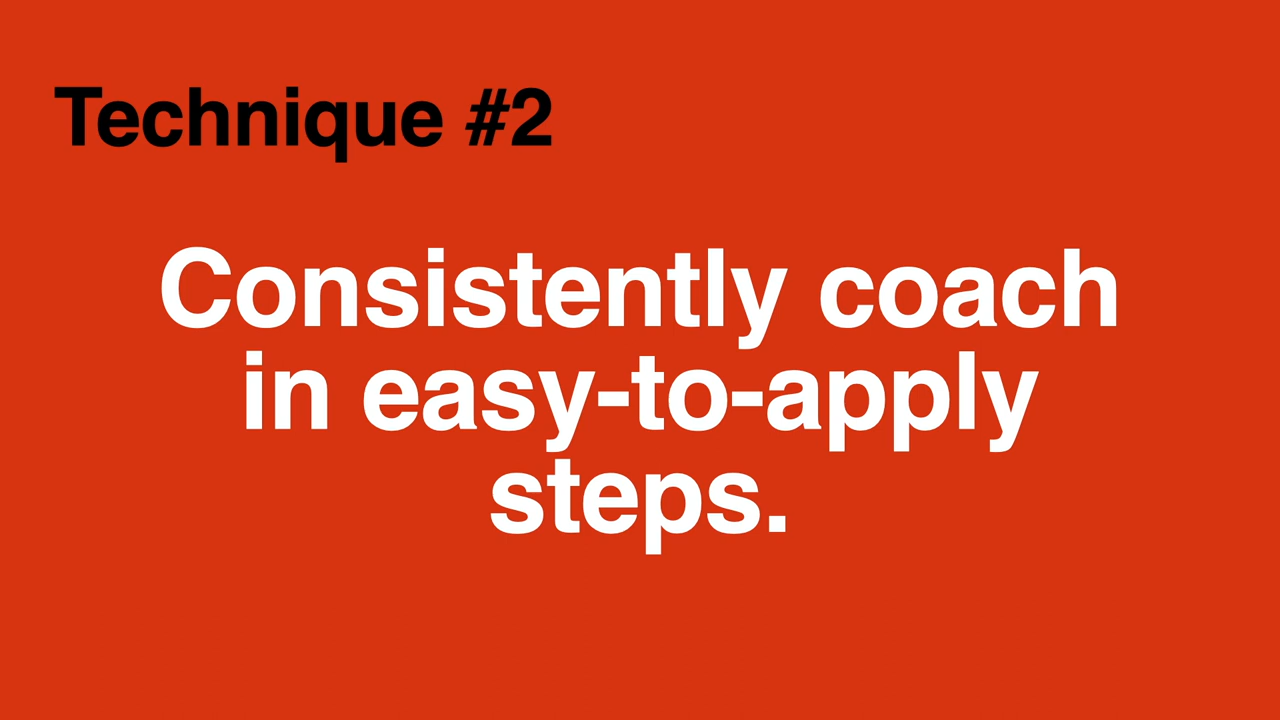 Technique #2
Consistently coach
in easy-to-apply
steps.